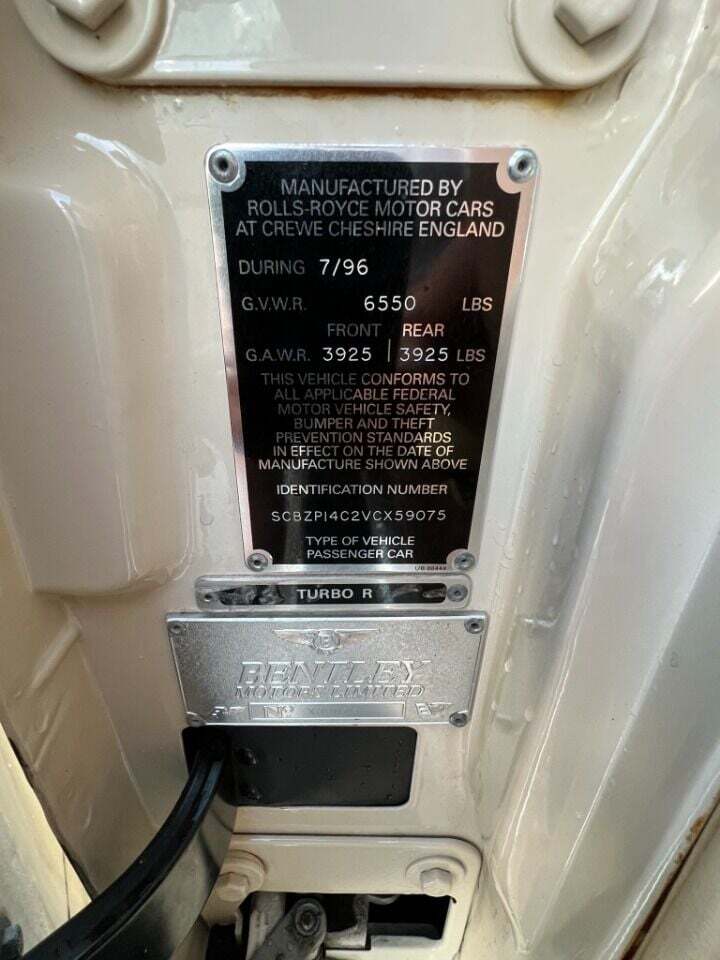 MANUFACTURED BY
ROLLS-ROYCE MOTOR CARS
AT CREWE CHESHIRE ENGLAND
DURING 7/96
G.V.W.R. 6550 LBS
FRONT REAR
G.A.W.R. 3925 | 3925 LBS
THIS VEHICLE CONFORMS TO
ALL APPLICABLE FEDERAL
MOTOR VEHICLE SAFETY,
BUMPER AND THEFT
PREVENTION STANDARDS
IN EFFECT ON THE DATE OF
MANUFACTURE SHOWN ABOVE
IDENTIFICATION NUMBER
SCBZP14C2VCX59075
TYPE OF VEHICLE
PASSENGER CAR
TURBO R
B
BENTLEY
MOTORS LIMITED
Nº